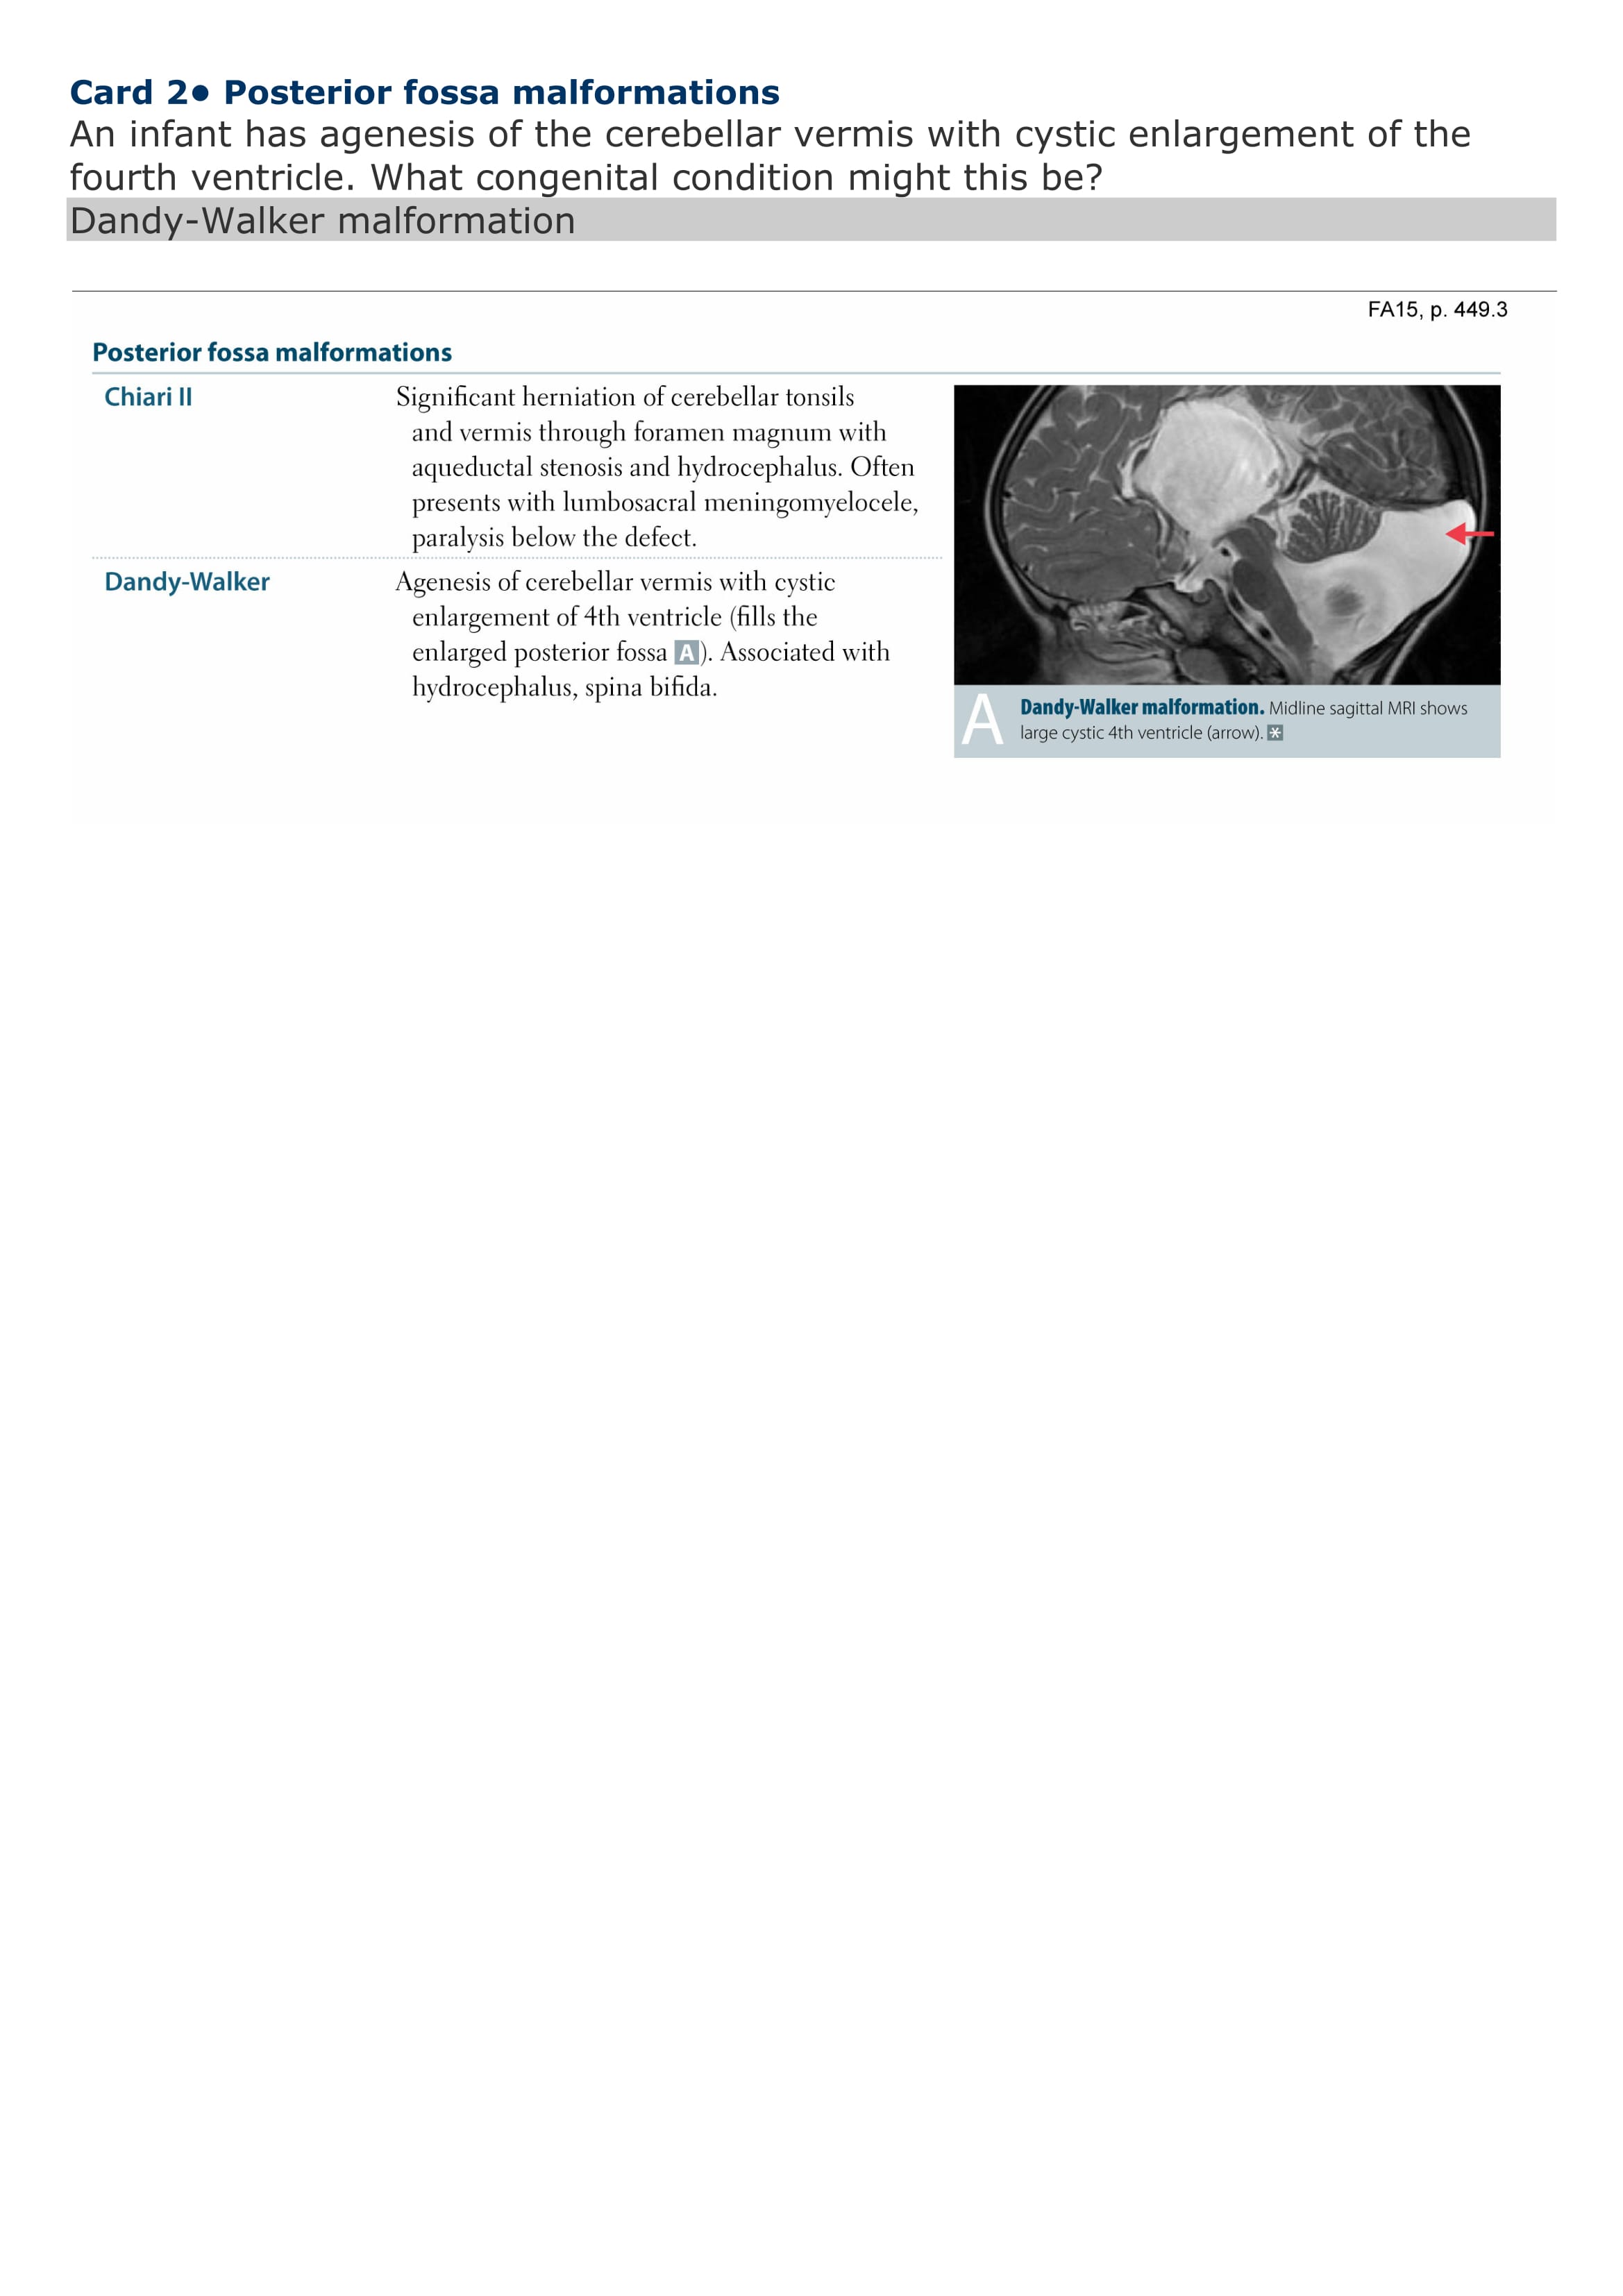 Card 2• Posterior fossa malformations
An infant has agenesis of the cerebellar vermis with cystic enlargement of the
fourth ventricle. What congenital condition might this be?
Dandy-Walker malformation
FA15, p. 449.3
Posterior fossa malformations
Chiari II
Significant herniation of cerebellar tonsils
and vermis through foramen magnum with
aqueductal stenosis and hydrocephalus. Often
presents with lumbosacral meningomyelocele,
paralysis below the defect.
Dandy-Walker
Agenesis of cerebellar vermis with cystic
enlargement of 4th ventricle (fills the
enlarged posterior fossa A). Associated with
hydrocephalus, spina bifida.
A
Dandy-Walker malformation. Midline sagittal MRI shows
large cystic 4th ventricle (arrow). *